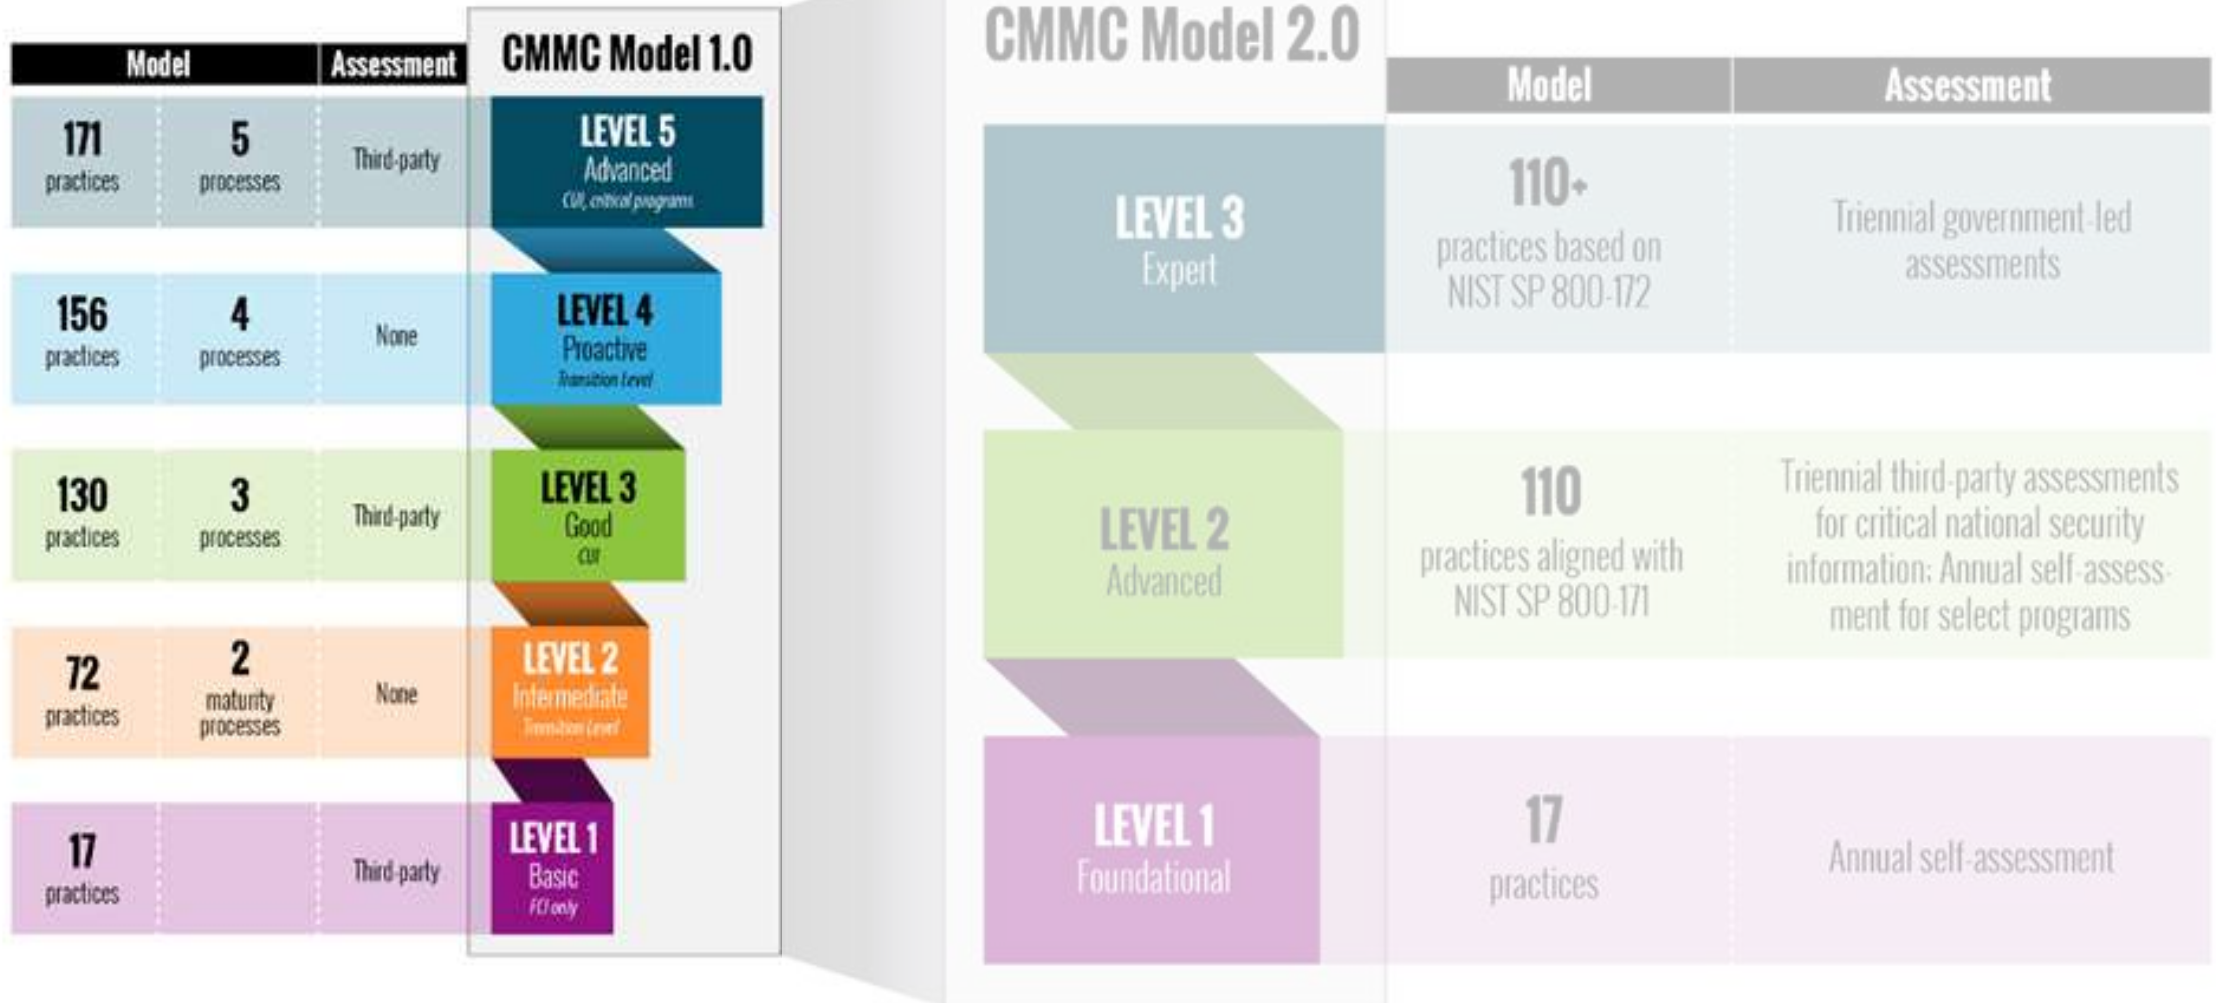 CMMC Model 1.0
Model
Assessment
171
practices
5
processes
Third-party
LEVEL 5
Advanced
CUI, critical programs
156
practices
4
processes
None
LEVEL 4
Proactive
Transition Level
130
practices
3
processes
Third-party
LEVEL 3
Good
CUI
72
practices
2
maturity
processes
None
LEVEL 2
Intermediate
Transition Level
17
practices
Third-party
LEVEL 1
Basic
FCI only
CMMC Model 2.0
Model
Assessment
LEVEL 3
Expert
110+
practices based on
NIST SP 800-172
Triennial government-led
assessments
LEVEL 2
Advanced
110
practices aligned with
NIST SP 800-171
Triennial third-party assessments
for critical national security
information; Annual self-assess-
ment for select programs
LEVEL 1
Foundational
17
practices
Annual self-assessment